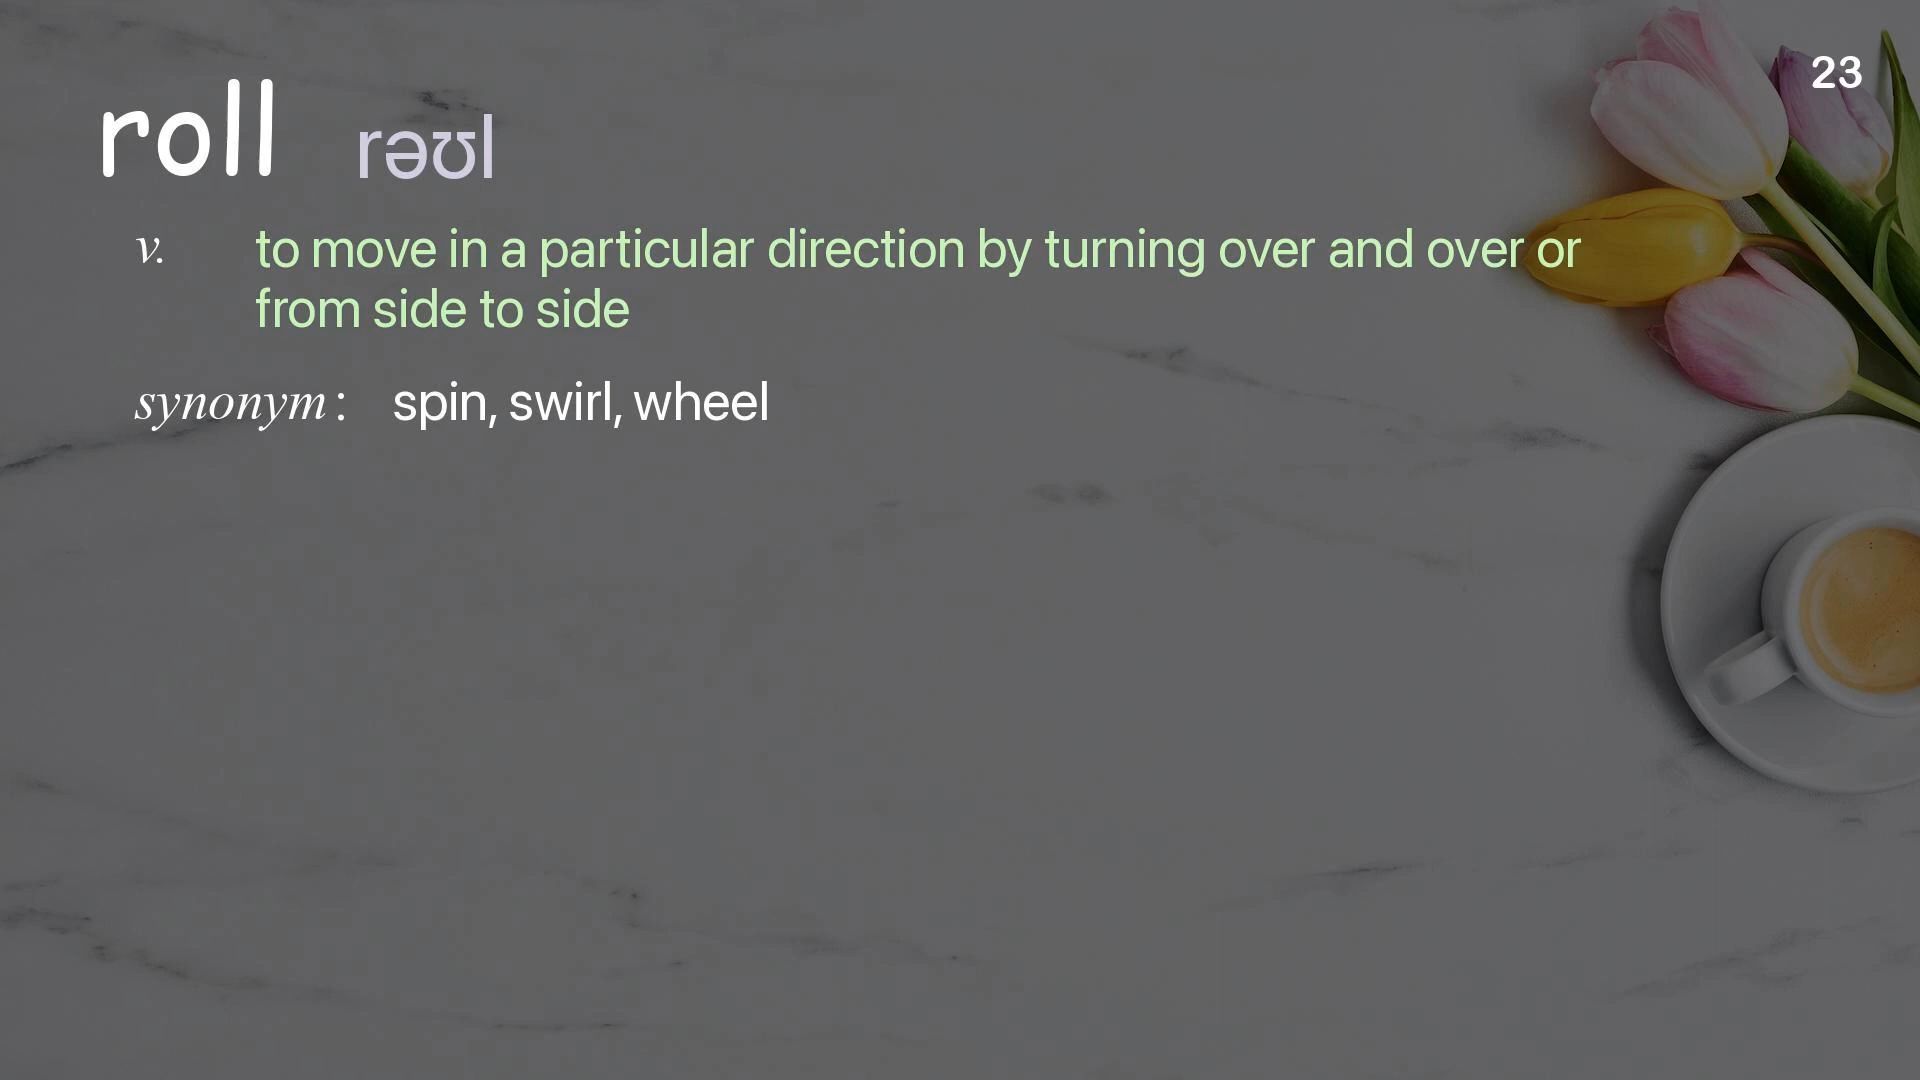 23
roll rəʊl
v. to move in a particular direction by turning over and over or
from side to side
synonym: spin, swirl, wheel